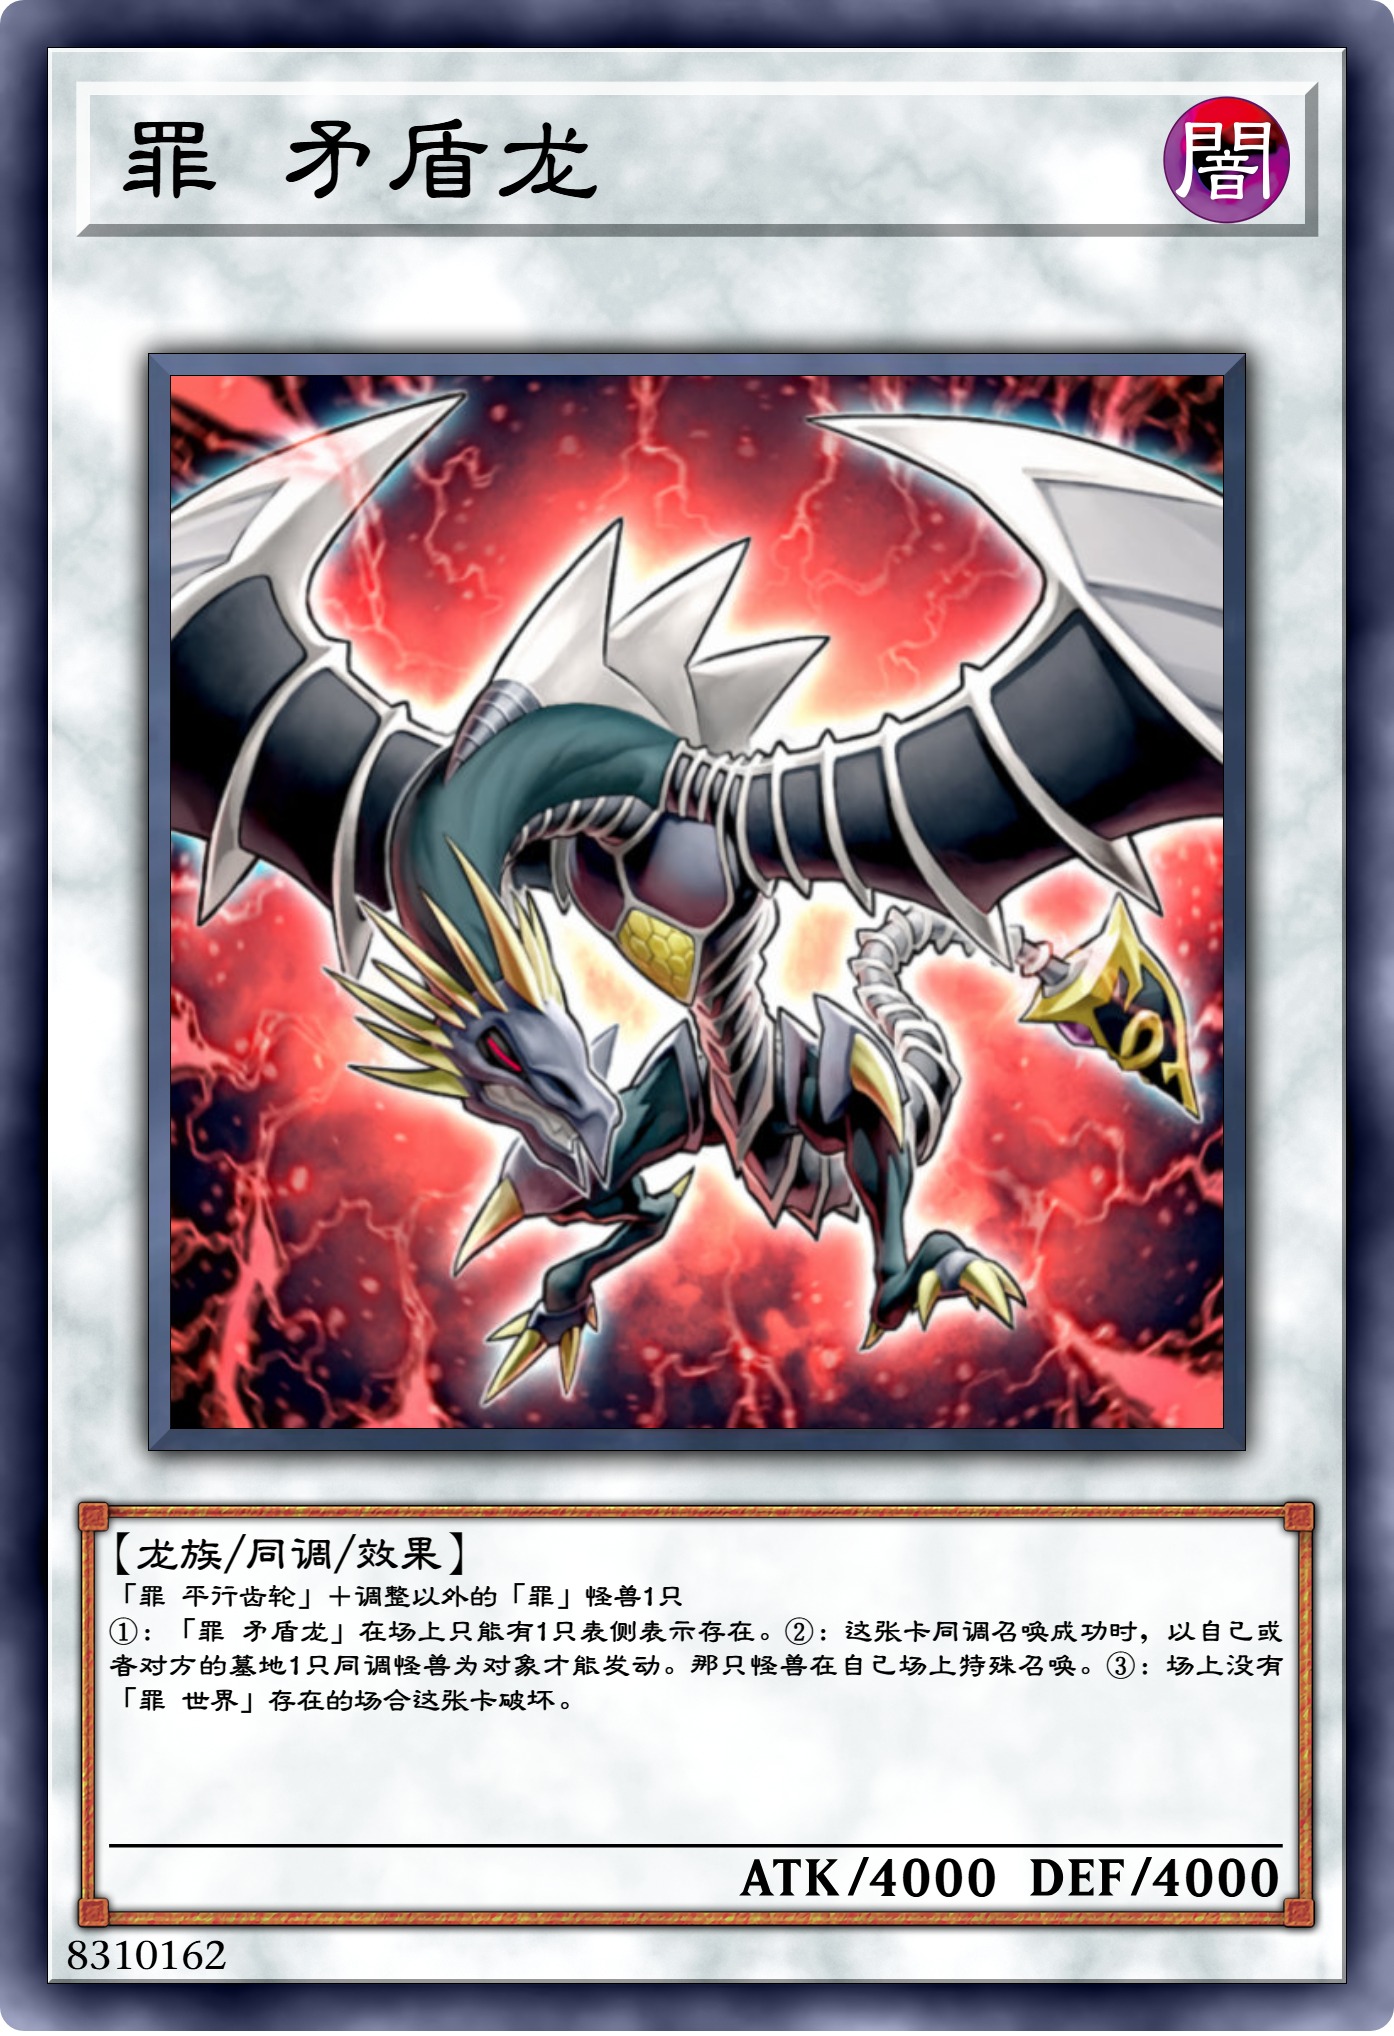 罪 矛盾龙
闇
【龙族/同调/效果】
「罪 平行齿轮」＋调整以外的「罪」怪兽1只
①：「罪 矛盾龙」在场上只能有1只表侧表示存在。②：这张卡同调召唤成功时，以自己或
者对方的墓地1只同调怪兽为对象才能发动。那只怪兽在自己场上特殊召唤。③：场上没有
「罪 世界」存在的场合这张卡破坏。
ATK/4000 DEF/4000
8310162